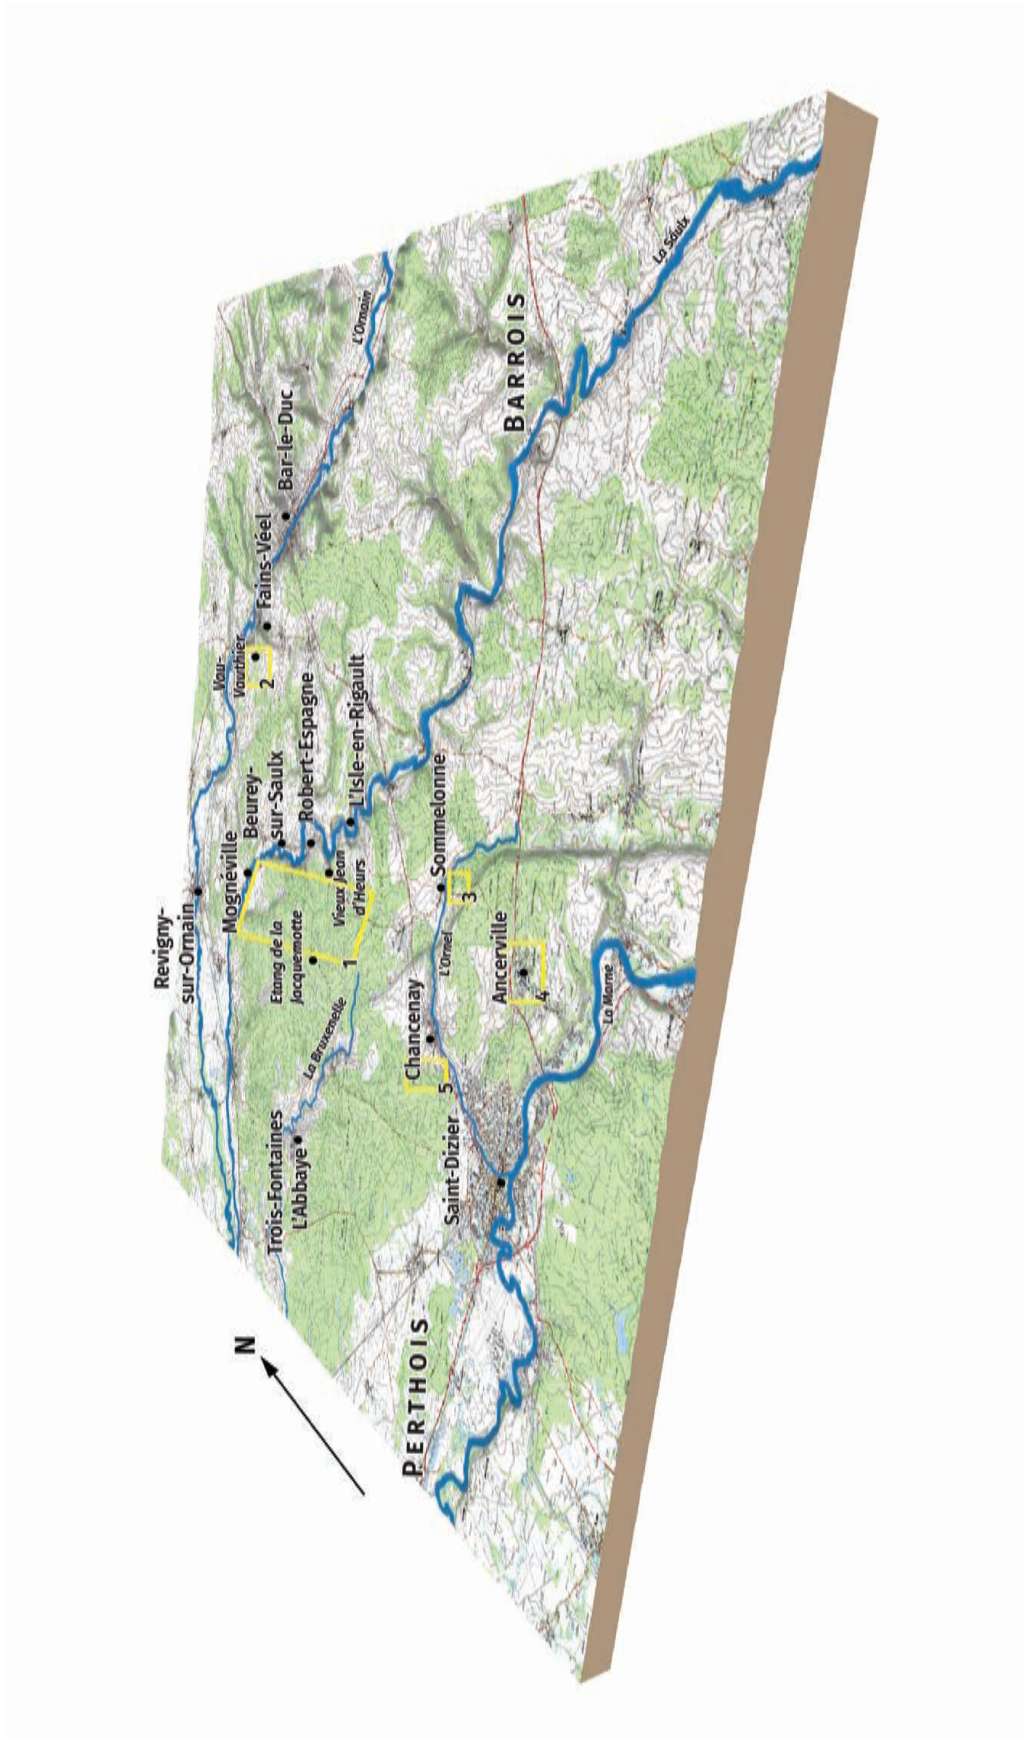 Revigny-
sur-Ornain
Mognéville
Beurey-
sur-Saulx
Robert-Espagne
L'Isle-en-Rigault
Vau-
Vauthier
2
Fains-Véel
Bar-le-Duc
L'Ornain
Etang de la
Jacquemotte
Vieux Jean
d'Heurs
1
La Bruxenelle
Trois-Fontaines
L'Abbaye
N
Chancenay
5
L'Ornel
Sommelonne
3
Ancerville
4
Saint-Dizier
La Marne
PERTHOIS
BARROIS
La Saulx